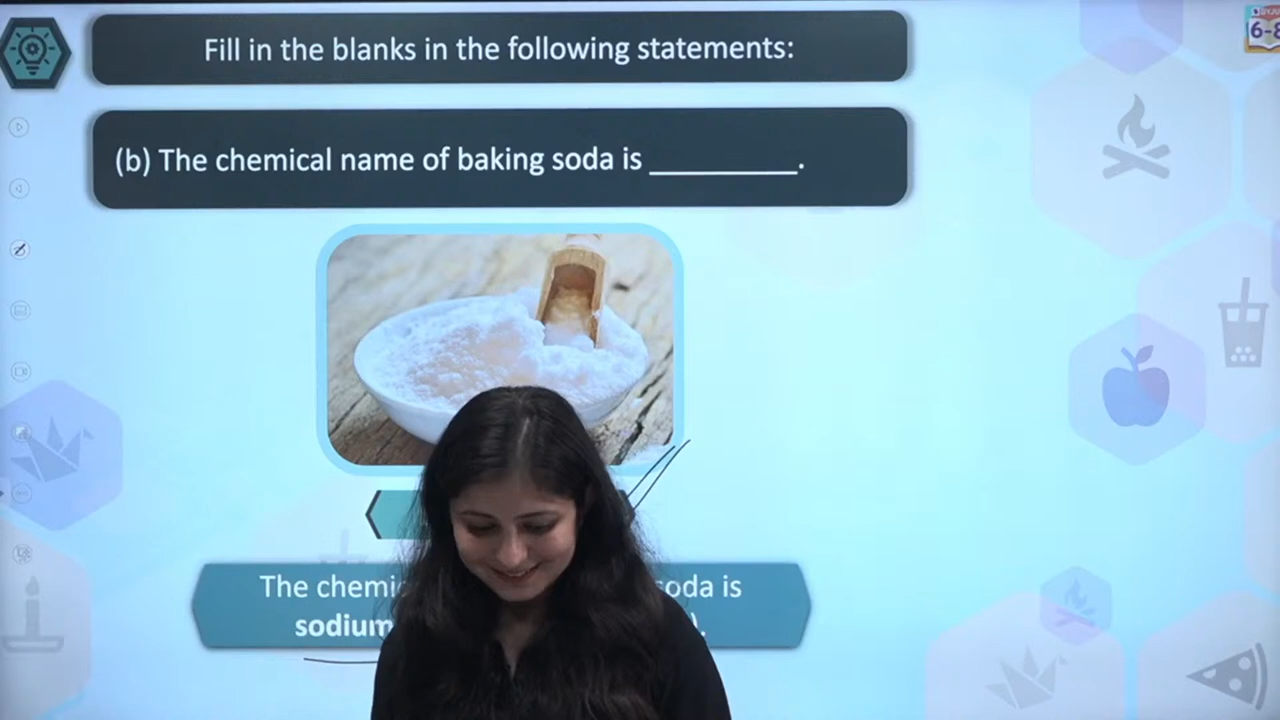 Fill in the blanks in the following statements:
6-8
(b) The chemical name of baking soda is __________.
The soda is
sodium ).